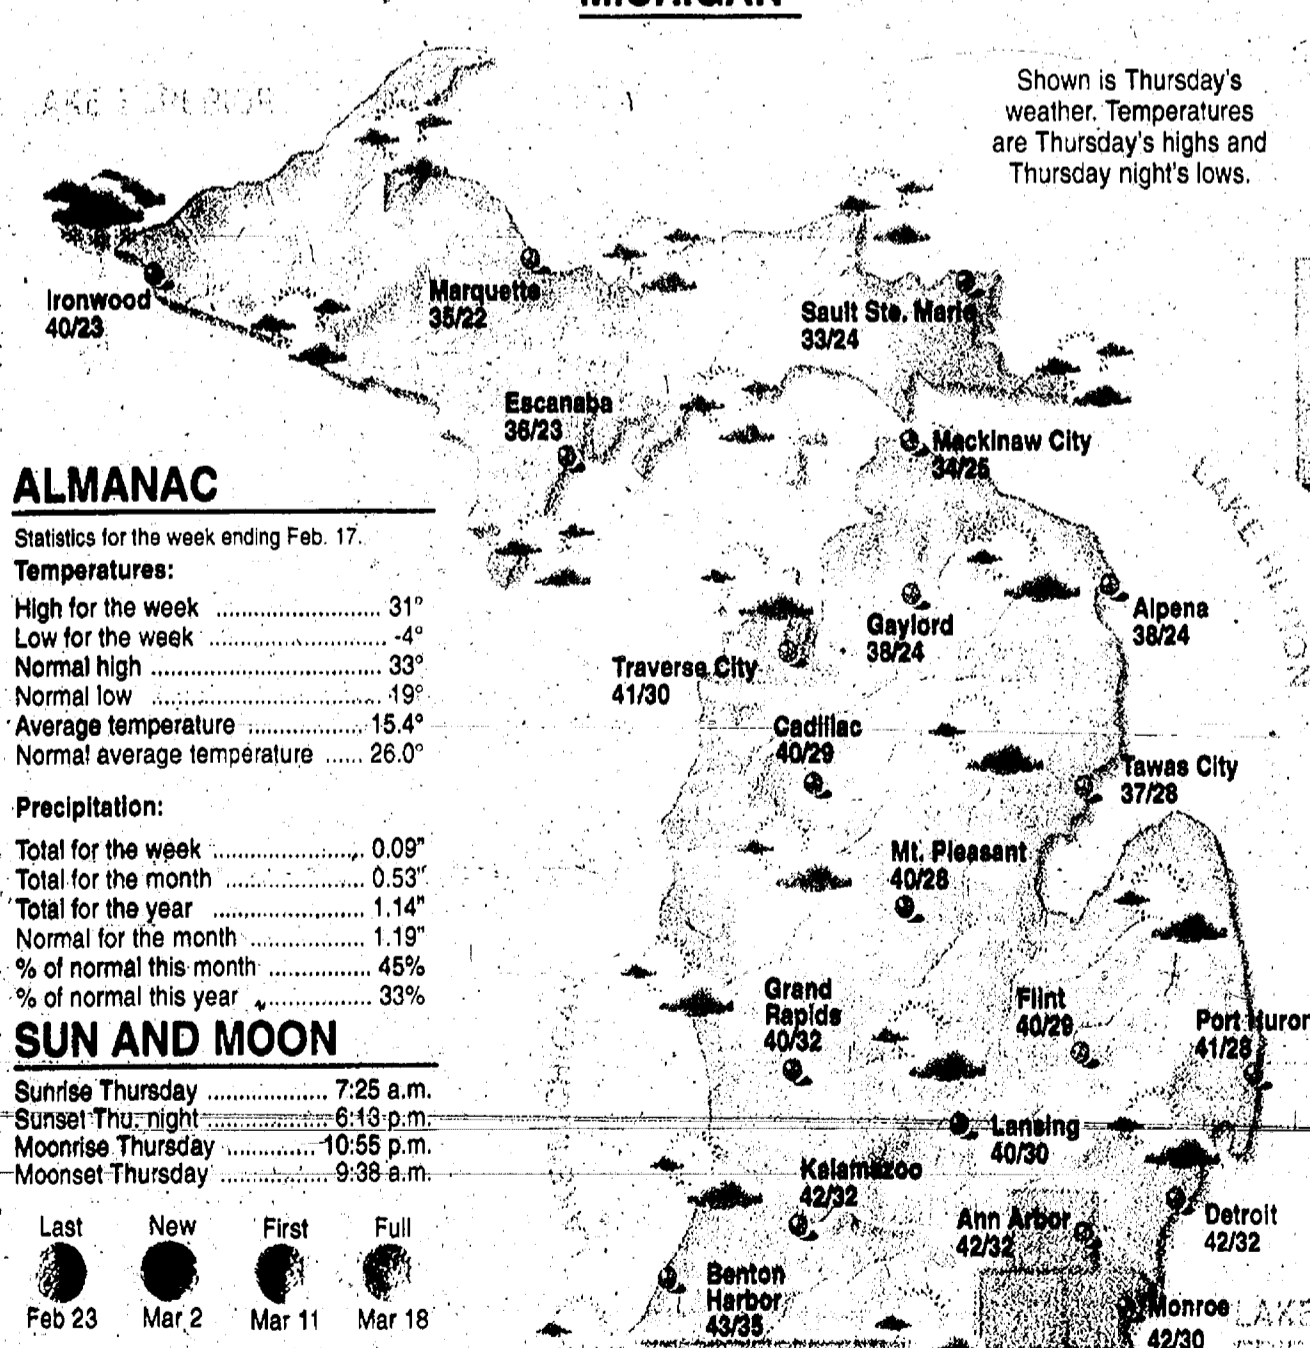 MICHIGAN
LAKE SUPERIOR
Shown is Thursday's
weather. Temperatures
are Thursday's highs and
Thursday night's lows.
Ironwood
40/23
Marquette
35/22
Sault Ste. Marie
33/24
Escanaba
36/23
Mackinaw City
34/25
LAKE HURON
Alpena
38/24
Gaylord
38/24
Traverse City
41/30
Cadillac
40/29
Tawas City
37/28
Mt. Pleasant
40/28
Grand
Rapids
40/32
Flint
40/29
Port Huron
41/28
Lansing
40/30
Kalamazoo
42/32
Ann Arbor
42/32
Detroit
42/32
Benton
Harbor
43/35
Monroe
42/30
LAKE
ALMANAC
Statistics for the week ending Feb. 17.
Temperatures:
High for the week ........................... 31°
Low for the week ............................. -4°
Normal high ...................................... 33°
Normal low ...................................... 19°
Average temperature .................... 15.4°
Normal average temperature ...... 26.0°
Precipitation:
Total for the week ......................... 0.09"
Total for the month ....................... 0.53"
Total for the year ......................... 1.14"
Normal for the month ................... 1.19"
% of normal this month ................. 45%
% of normal this year .................. 33%
SUN AND MOON
Sunrise Thursday .................... 7:25 a.m.
Sunset Thu. night .................... 6:13 p.m.
Moonrise Thursday .............. 10:55 p.m.
Moonset Thursday .................. 9:38 a.m.
Last New First Full
Feb 23 Mar 2 Mar 11 Mar 18